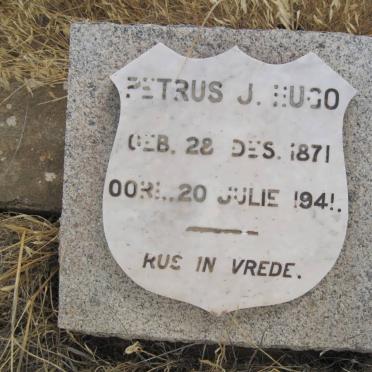 PETRUS J. HUGO
GEB. 28 DES. 1871
OORL. 20 JULIE 1941.
RUS IN VREDE.